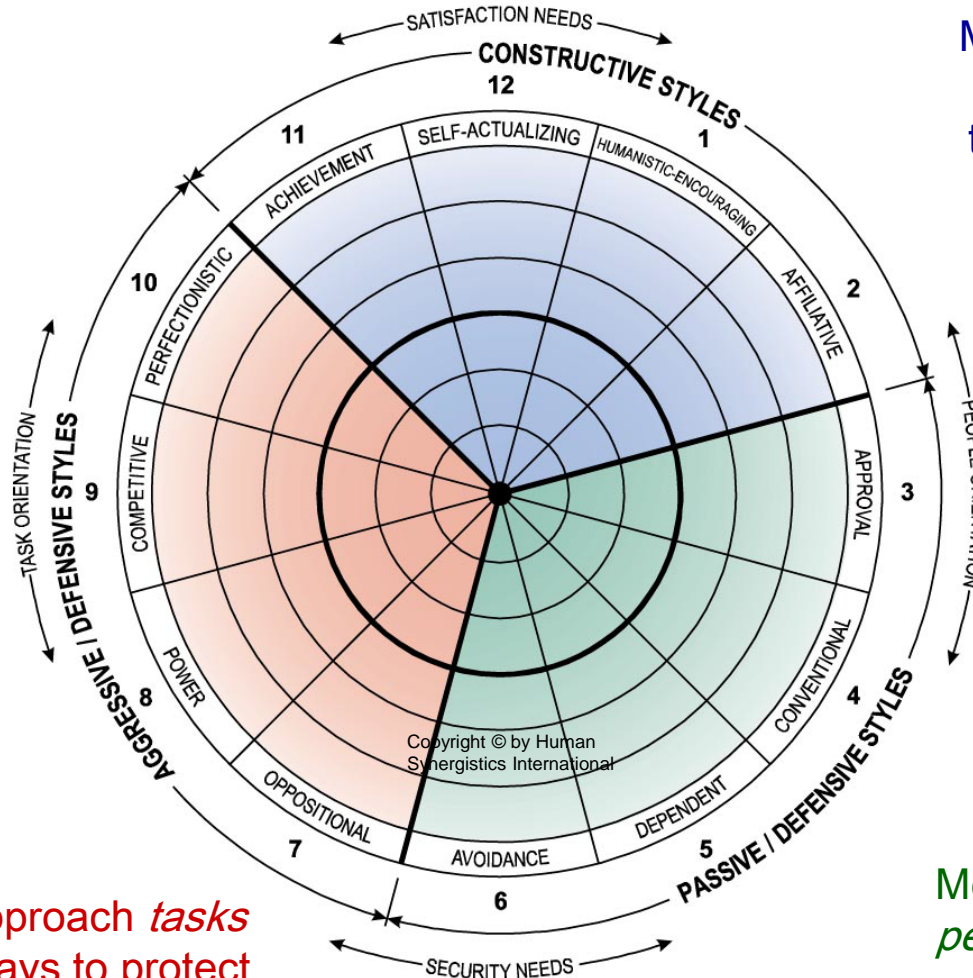 SATISFACTION NEEDS
CONSTRUCTIVE STYLES
12
11
1
SELF-ACTUALIZING
ACHIEVEMENT
HUMANISTIC-ENCOURAGING
10
2
PERFECTIONISTIC
AFFILIATIVE
TASK ORIENTATION
AGGRESSIVE / DEFENSIVE STYLES
9
COMPETITIVE
APPROVAL
3
8
POWER
CONVENTIONAL
4
Copyright © by Human
Synergistics International
OPPOSITIONAL
DEPENDENT
7
AVOIDANCE
5
PASSIVE / DEFENSIVE STYLES
6
tasks
to protect
SECURITY NEEDS